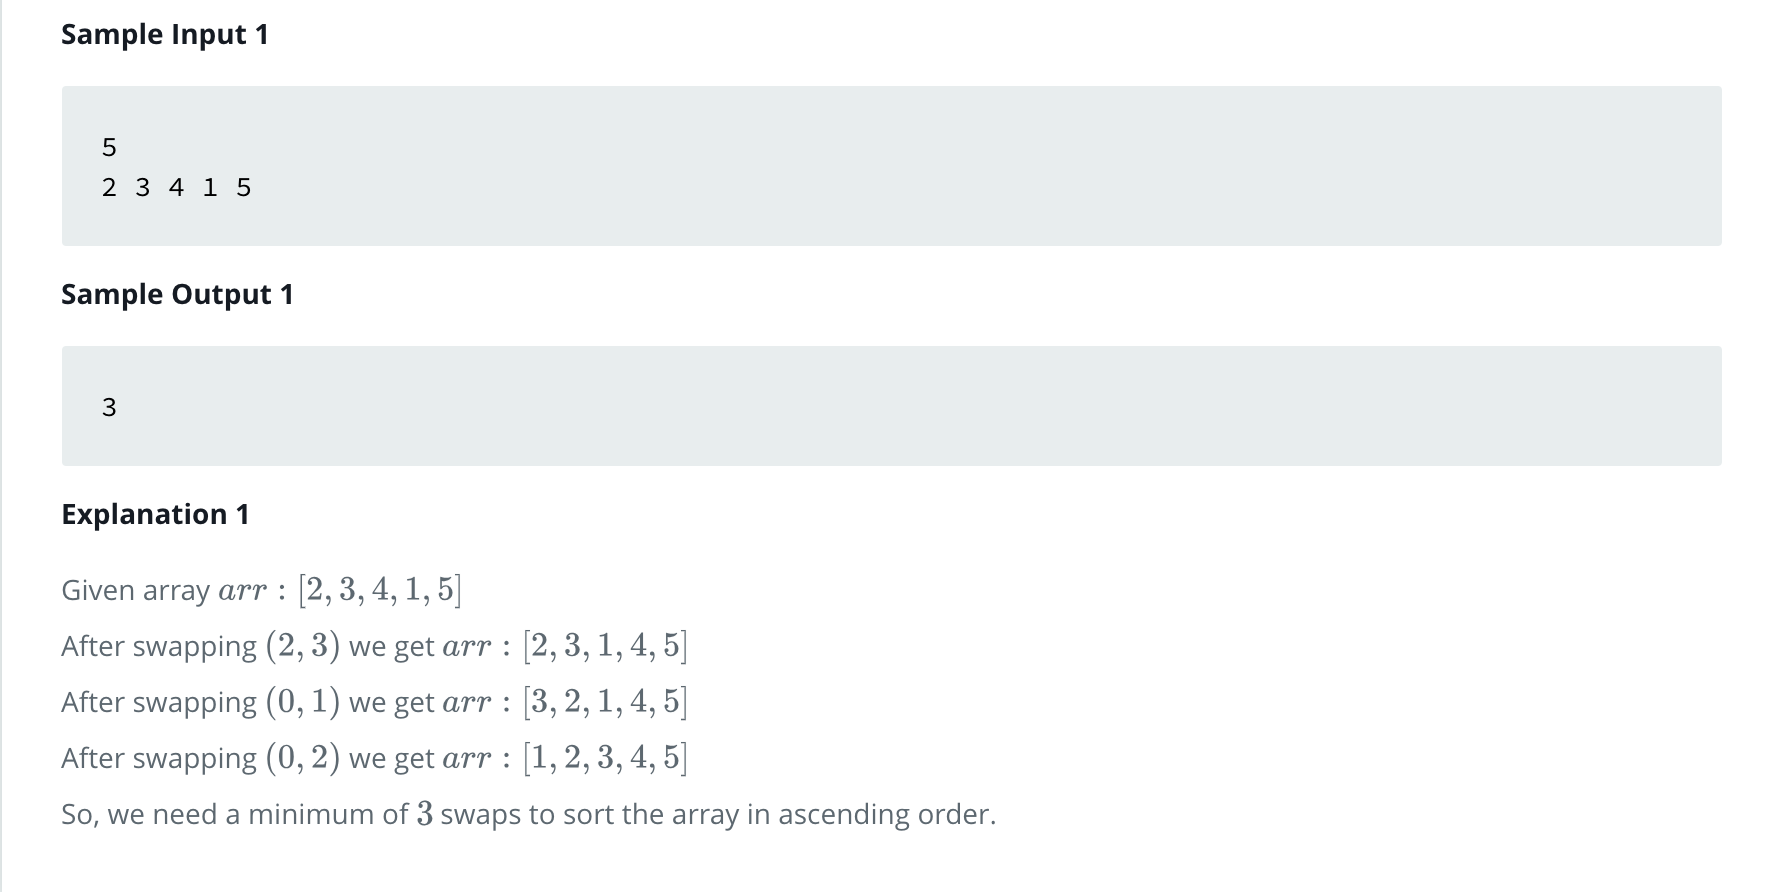 Sample Input 1
5
2 3 4 1 5
Sample Output 1
3
Explanation 1
Given array arr : [2, 3, 4, 1, 5]
After swapping (2, 3) we get arr : [2, 3, 1, 4, 5]
After swapping (0, 1) we get arr : [3, 2, 1, 4, 5]
After swapping (0, 2) we get arr : [1, 2, 3, 4, 5]
So, we need a minimum of 3 swaps to sort the array in ascending order.